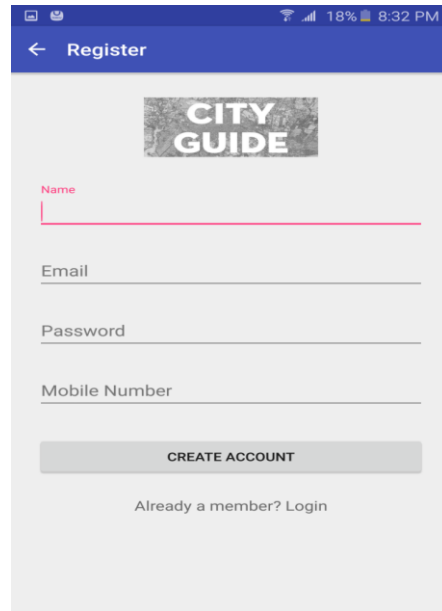 18% 8:32 PM
Register
CITY
GUIDE
Name
Email
Password
Mobile Number
CREATE ACCOUNT
Already a member? Login